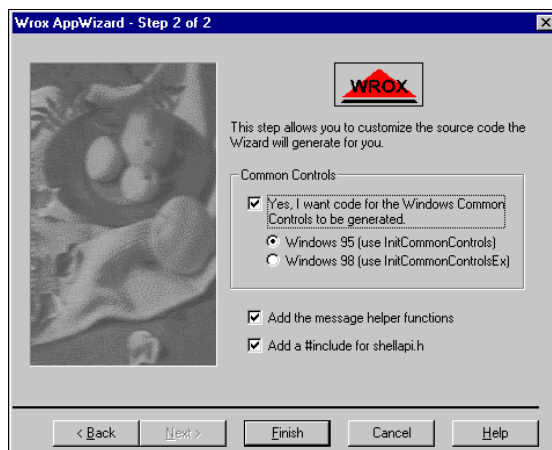 Wrox AppWizard - Step 2 of 2
WROX
This step allows you to customize the source code the
Wizard will generate for you.
Common Controls
Yes, I want code for the Windows Common
Controls to be generated.
Windows 95 (use InitCommonControls)
Windows 98 (use InitCommonControlsEx)
Add the message helper functions
Add a #include for shellapi.h
< Back Next > Finish Cancel Help